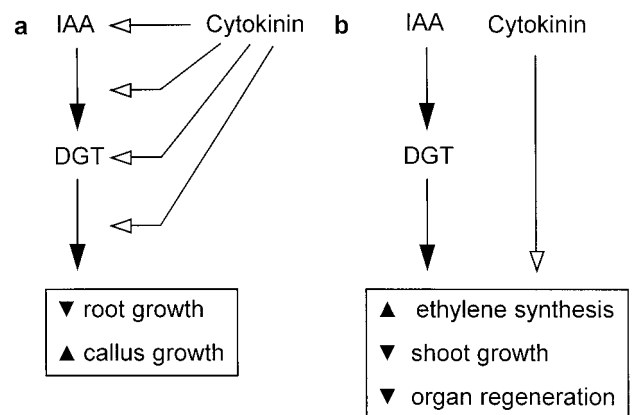 a IAA Cytokinin b IAA Cytokinin
DGT DGT
▼ root growth
▲ callus growth
▲ ethylene synthesis
▼ shoot growth
▼ organ regeneration